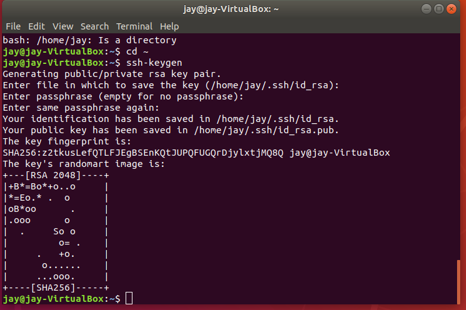 jay@jay-VirtualBox: ~
File Edit View Search Terminal Help
bash: /home/jay: Is a directory
jay@jay-VirtualBox:~$ cd ~
jay@jay-VirtualBox:~$ ssh-keygen
Generating public/private rsa key pair.
Enter file in which to save the key (/home/jay/.ssh/id_rsa):
Enter passphrase (empty for no passphrase):
Enter same passphrase again:
Your identification has been saved in /home/jay/.ssh/id_rsa.
Your public key has been saved in /home/jay/.ssh/id_rsa.pub.
The key fingerprint is:
SHA256:z2tkusLefQTLFJEgBSEnKQtJUPQFUGQrDjylxtjMQ8Q jay@jay-VirtualBox
The key's randomart image is:
+---[RSA 2048]----+
|+B*=Bo*+o..o     |
|*=Eo.* .  o      |
|oB*oo      .     |
|.ooo      o      |
|  .     So o     |
|         o= .    |
|     .   +o.     |
|      o......    |
|     ...ooo.     |
+----[SHA256]-----+
jay@jay-VirtualBox:~$